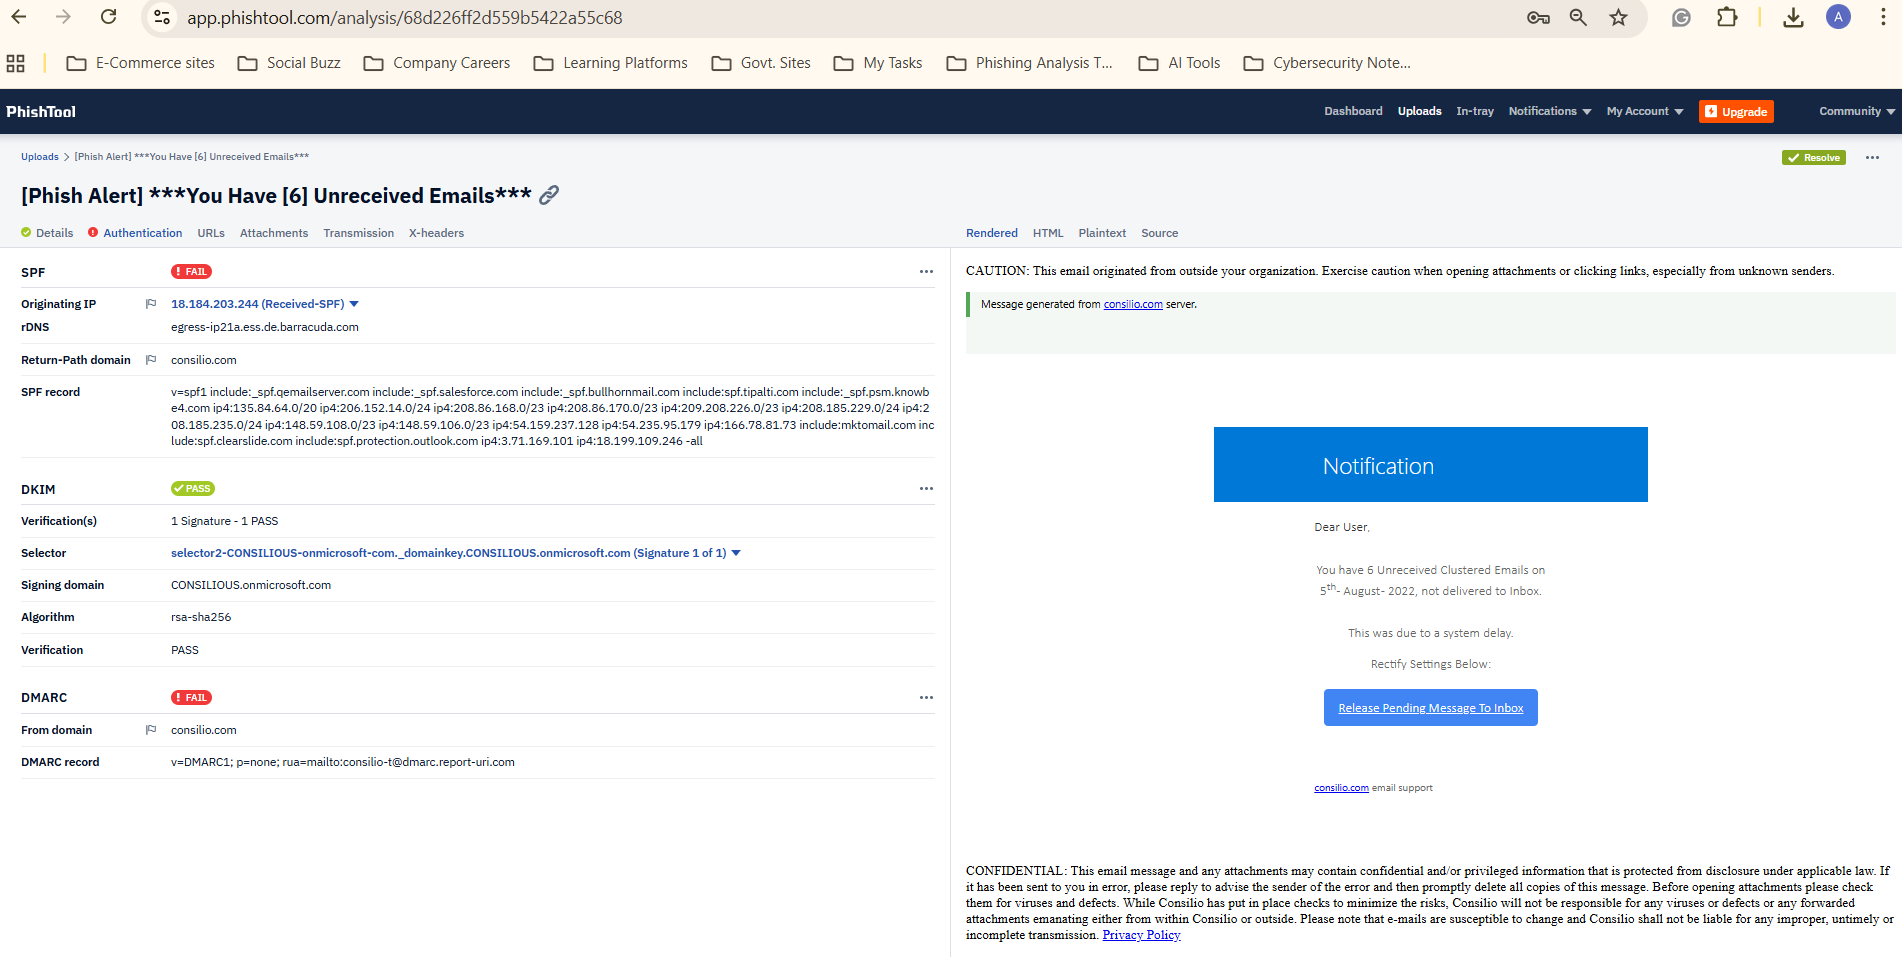 app.phishtool.com/analysis/68d226ff2d559b5422a55c68
A
E-Commerce sites
Social Buzz
Company Careers
Learning Platforms
Govt. Sites
My Tasks
Phishing Analysis T...
AI Tools
Cybersecurity Note...
PhishTool
Dashboard
Uploads
In-tray
Notifications
My Account
Upgrade
Community
Uploads > [Phish Alert] ***You Have [6] Unreceived Emails***
Resolve
[Phish Alert] ***You Have [6] Unreceived Emails***
Details
Authentication
URLs
Attachments
Transmission
X-headers
SPF
! FAIL
Originating IP
18.184.203.244 (Received-SPF)
rDNS
egress-ip21a.ess.de.barracuda.com
Return-Path domain
consilio.com
SPF record
v=spf1 include:_spf.qemailserver.com include:_spf.salesforce.com include:_spf.bullhornmail.com include:spf.tipalti.com include:_spf.psm.knowb
e4.com ip4:135.84.64.0/20 ip4:206.152.14.0/24 ip4:208.86.168.0/23 ip4:208.86.170.0/23 ip4:209.208.226.0/23 ip4:208.185.229.0/24 ip4:2
08.185.235.0/24 ip4:148.59.108.0/23 ip4:148.59.106.0/23 ip4:54.159.237.128 ip4:54.235.95.179 ip4:166.78.81.73 include:mktomail.com inc
lude:spf.clearslide.com include:spf.protection.outlook.com ip4:3.71.169.101 ip4:18.199.109.246 -all
DKIM
PASS
Verification(s)
1 Signature - 1 PASS
Selector
selector2-CONSILIOUS-onmicrosoft-com._domainkey.CONSILIOUS.onmicrosoft.com (Signature 1 of 1)
Signing domain
CONSILIOUS.onmicrosoft.com
Algorithm
rsa-sha256
Verification
PASS
DMARC
! FAIL
From domain
consilio.com
DMARC record
v=DMARC1; p=none; rua=mailto:consilio-t@dmarc.report-uri.com
Rendered
HTML
Plaintext
Source
CAUTION: This email originated from outside your organization. Exercise caution when opening attachments or clicking links, especially from unknown senders.
Message generated from consilio.com server.
Notification
Dear User,
You have 6 Unreceived Clustered Emails on
5th- August- 2022, not delivered to Inbox.
This was due to a system delay.
Rectify Settings Below:
Release Pending Message To Inbox
consilio.com email support
CONFIDENTIAL: This email message and any attachments may contain confidential and/or privileged information that is protected from disclosure under applicable law. If
it has been sent to you in error, please reply to advise the sender of the error and then promptly delete all copies of this message. Before opening attachments please check
them for viruses and defects. While Consilio has put in place checks to minimize the risks, Consilio will not be responsible for any viruses or defects or any forwarded
attachments emanating either from within Consilio or outside. Please note that e-mails are susceptible to change and Consilio shall not be liable for any improper, untimely or
incomplete transmission. Privacy Policy